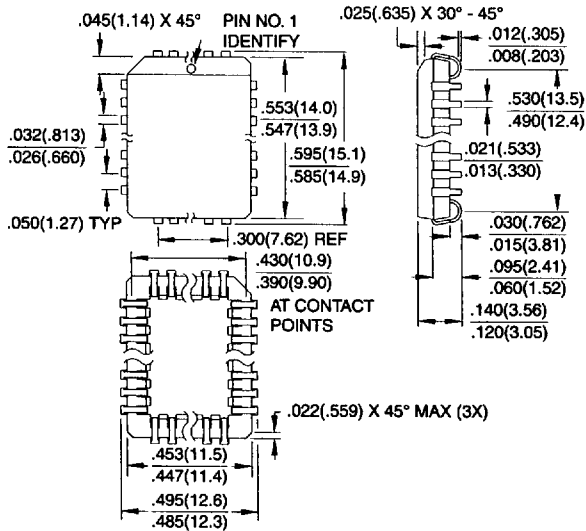 .045(1.14) X 45°
PIN NO. 1
IDENTIFY
.025(.635) X 30° - 45°
.012(.305)
.008(.203)
.553(14.0)
.547(13.9)
.530(13.5)
.490(12.4)
.032(.813)
.026(.660)
.595(15.1)
.585(14.9)
.021(.533)
.013(.330)
.050(1.27) TYP
.300(7.62) REF
.030(.762)
.015(3.81)
.430(10.9)
.390(9.90)
AT CONTACT
POINTS
.095(2.41)
.060(1.52)
.140(3.56)
.120(3.05)
.022(.559) X 45° MAX (3X)
.453(11.5)
.447(11.4)
.495(12.6)
.485(12.3)